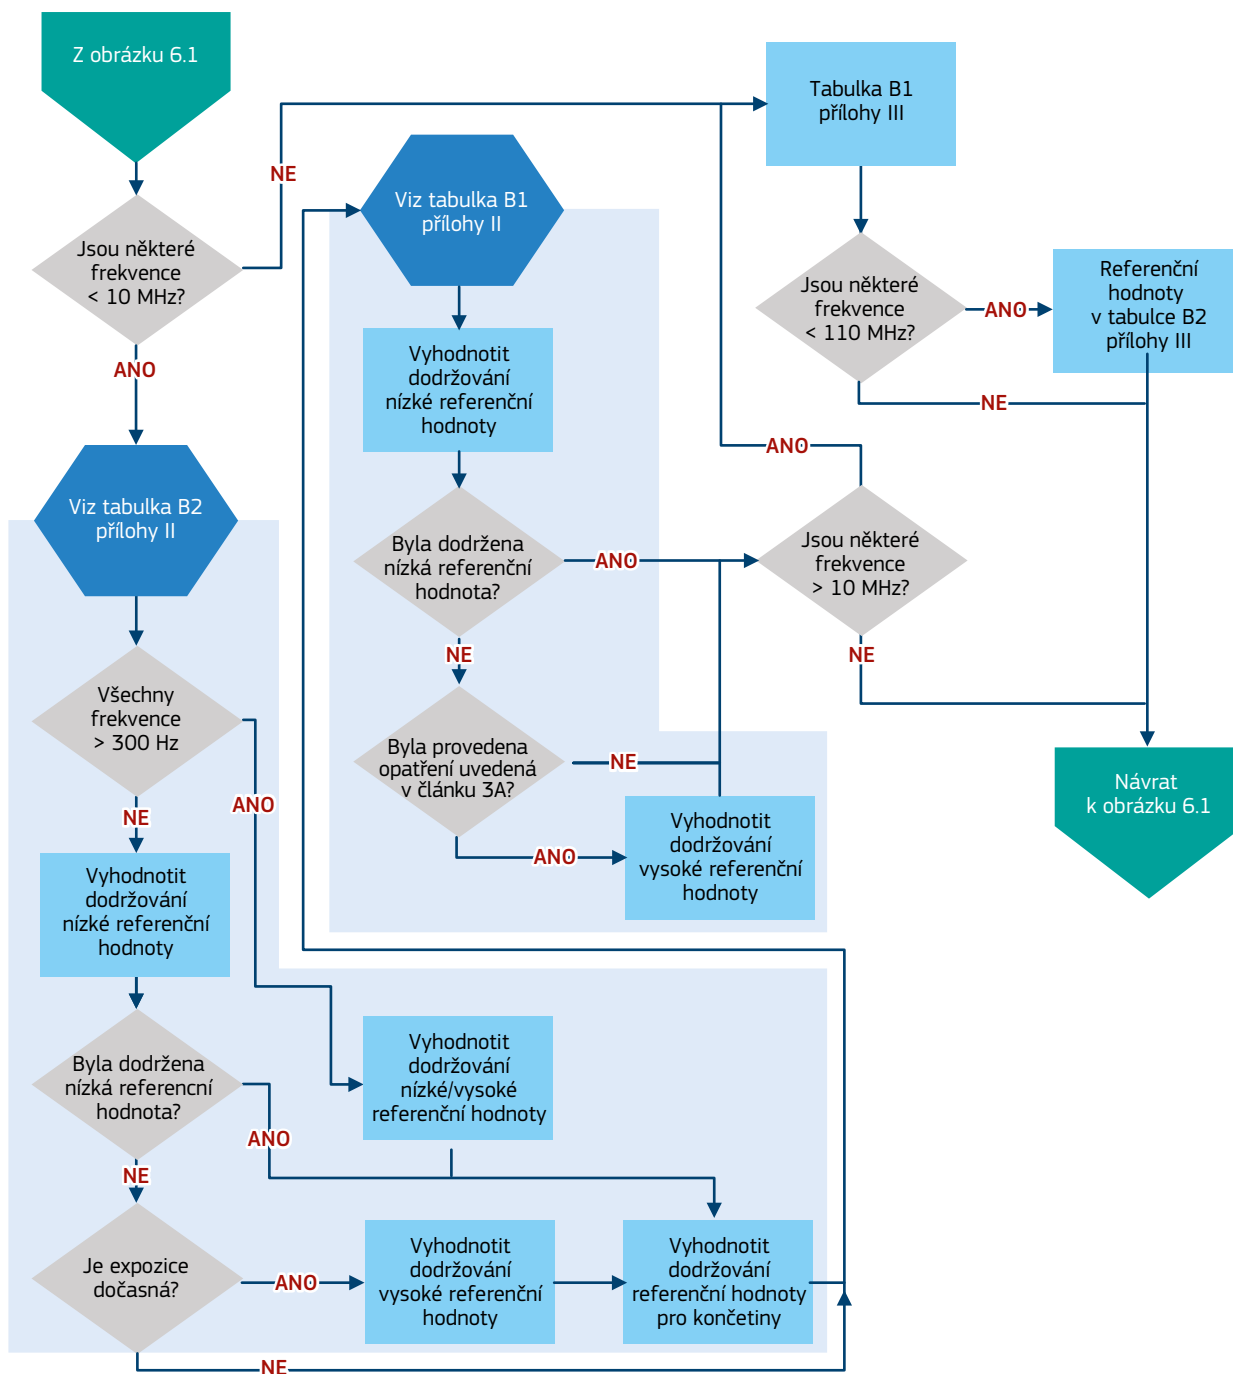 Z obrázku 6.1
Jsou některé
frekvence
< 10 MHz?
NE
ANO
Viz tabulka B2
přílohy II
Všechny
frekvence
> 300 Hz
ANO
NE
Vyhodnotit
dodržování
nízké referenční
hodnoty
Byla dodržena
nízká referencní
hodnota?
ANO
NE
Je expozice
dočasná?
ANO
NE
Vyhodnotit
dodržování
nízké/vysoké
referenční hodnoty
Vyhodnotit
dodržování
vysoké referenční
hodnoty
Vyhodnotit
dodržování
referenční hodnoty
pro končetiny
Viz tabulka B1
přílohy II
Vyhodnotit
dodržování
nízké referenční
hodnoty
Byla dodržena
nízká referenční
hodnota?
ANO
NE
Byla provedena
opatření uvedená
v článku 3A?
NE
ANO
Vyhodnotit
dodržování
vysoké referenční
hodnoty
Jsou některé
frekvence
> 10 MHz?
ANO
NE
Tabulka B1
přílohy III
Jsou některé
frekvence
< 110 MHz?
ANO
NE
Referenční
hodnoty
v tabulce B2
přílohy III
Návrat
k obrázku 6.1